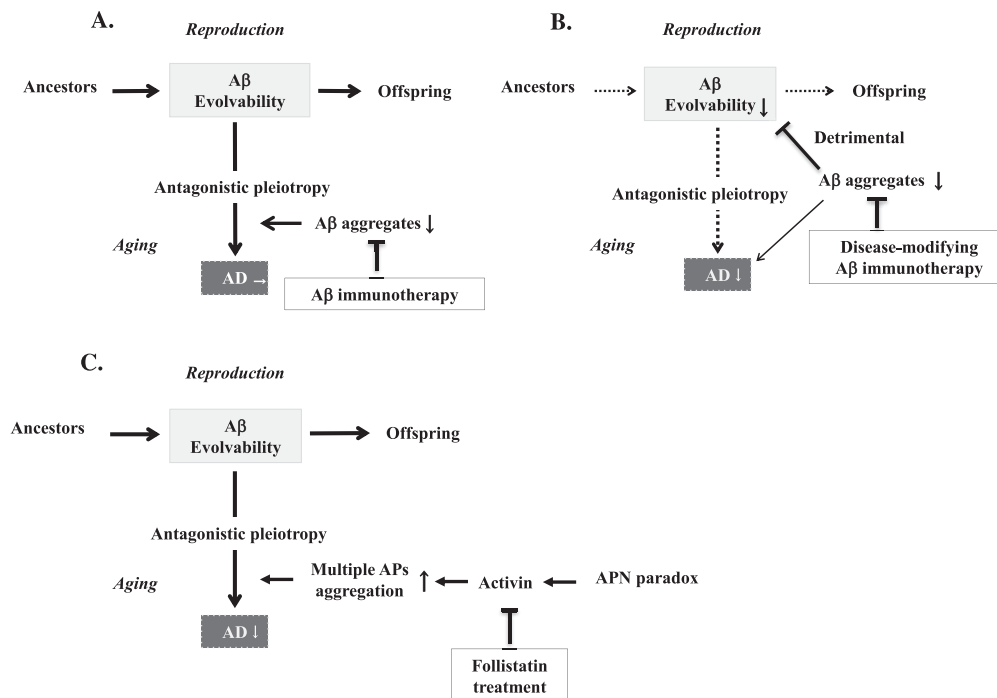 A.
Reproduction
Ancestors
Aβ
Evolvability
Offspring
Antagonistic pleiotropy
Aging
Aβ aggregates ↓
AD →
Aβ immunotherapy
B.
Reproduction
Ancestors
Aβ
Evolvability ↓
Offspring
Detrimental
Antagonistic pleiotropy
Aβ aggregates ↓
Aging
AD ↓
Disease-modifying
Aβ immunotherapy
C.
Reproduction
Ancestors
Aβ
Evolvability
Offspring
Antagonistic pleiotropy
Aging
Multiple APs
aggregation ↑
Activin
APN paradox
AD ↓
Follistatin
treatment